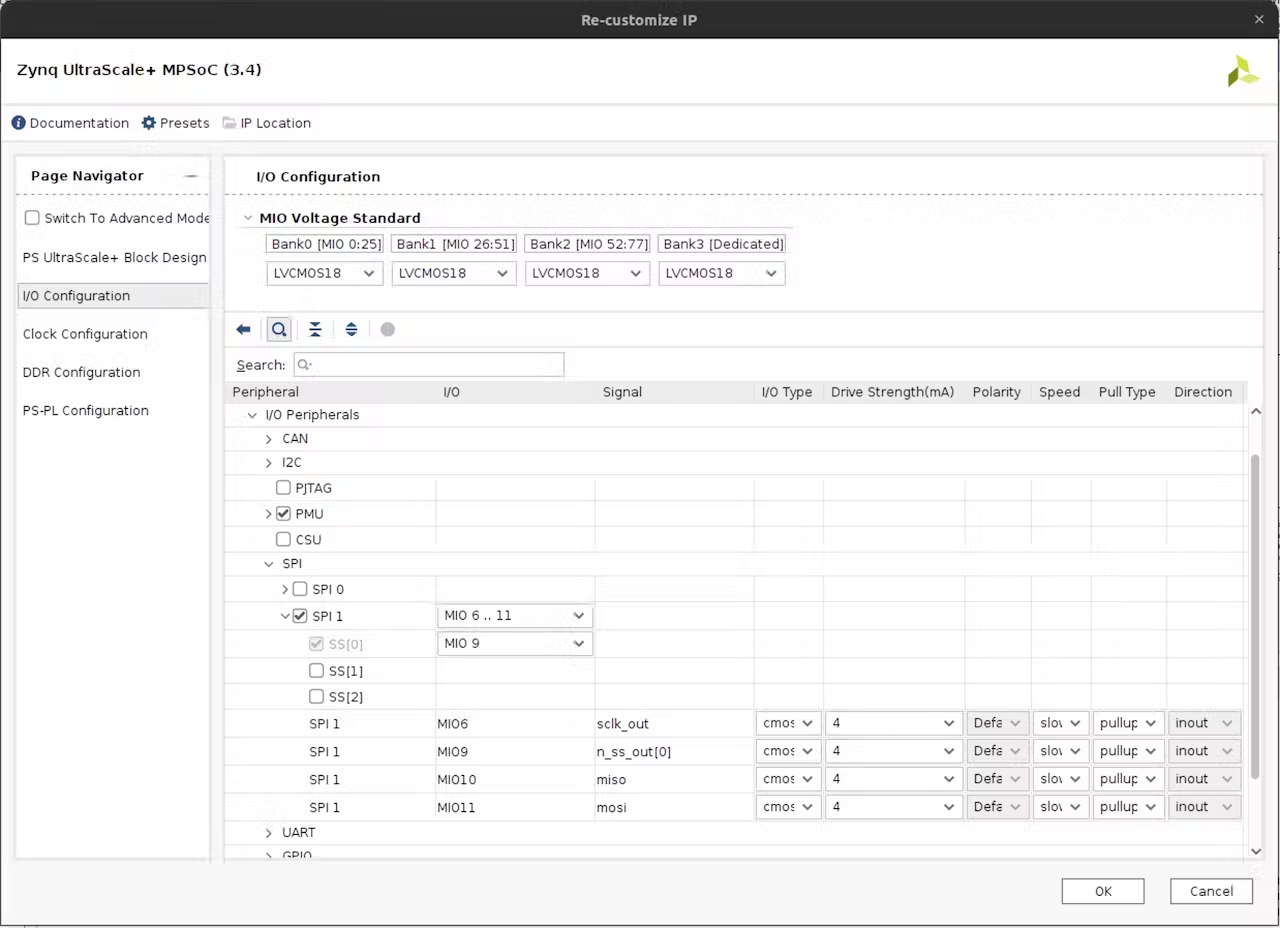 Re-customize IP
Zynq UltraScale+ MPSoC (3.4)
Documentation Presets IP Location
Page Navigator
Switch To Advanced Mode
PS UltraScale+ Block Design
I/O Configuration
Clock Configuration
DDR Configuration
PS-PL Configuration
I/O Configuration
MIO Voltage Standard
Bank0 [MIO 0:25] Bank1 [MIO 26:51] Bank2 [MIO 52:77] Bank3 [Dedicated]
LVCMOS18 LVCMOS18 LVCMOS18 LVCMOS18
Search:
Peripheral I/O Signal I/O Type Drive Strength(mA) Polarity Speed Pull Type Direction
I/O Peripherals
CAN
I2C
PJTAG
PMU
CSU
SPI
SPI 0
SPI 1 MIO 6 .. 11
SS[0] MIO 9
SS[1]
SS[2]
SPI 1 MIO6 sclk_out cmos 4 Defa slov pullup inout
SPI 1 MIO9 n_ss_out[0] cmos 4 Defa slov pullup inout
SPI 1 MIO10 miso cmos 4 Defa slov pullup inout
SPI 1 MIO11 mosi cmos 4 Defa slov pullup inout
UART
GPIO
OK Cancel